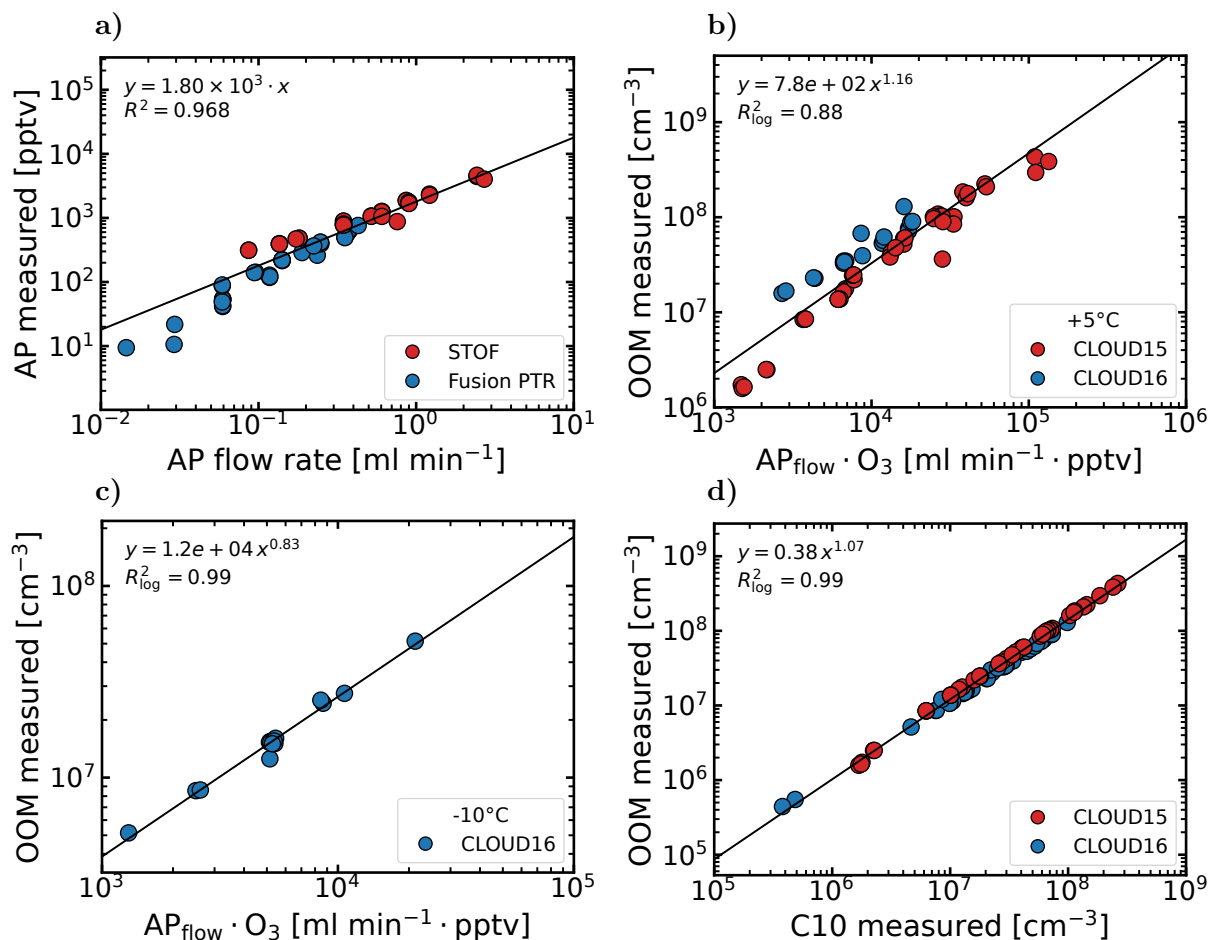 a)
y = 1.80 × 10³ · x
R² = 0.968
AP measured [pptv]
10⁵
10⁴
10³
10²
10¹
STOF
Fusion PTR
10⁻² 10⁻¹ 10⁰ 10¹
AP flow rate [ml min⁻¹]
b)
y = 7.8e + 02 x¹·¹⁶
R²log = 0.88
OOM measured [cm⁻³]
10⁹
10⁸
10⁷
10⁶
+5°C
CLOUD15
CLOUD16
10³ 10⁴ 10⁵ 10⁶
APflow · O₃ [ml min⁻¹ · pptv]
c)
y = 1.2e + 04 x⁰·⁸³
R²log = 0.99
OOM measured [cm⁻³]
10⁸
10⁷
-10°C
CLOUD16
10³ 10⁴ 10⁵
APflow · O₃ [ml min⁻¹ · pptv]
d)
y = 0.38 x¹·⁰⁷
R²log = 0.99
OOM measured [cm⁻³]
10⁹
10⁸
10⁷
10⁶
10⁵
CLOUD15
CLOUD16
10⁵ 10⁶ 10⁷ 10⁸ 10⁹
C10 measured [cm⁻³]